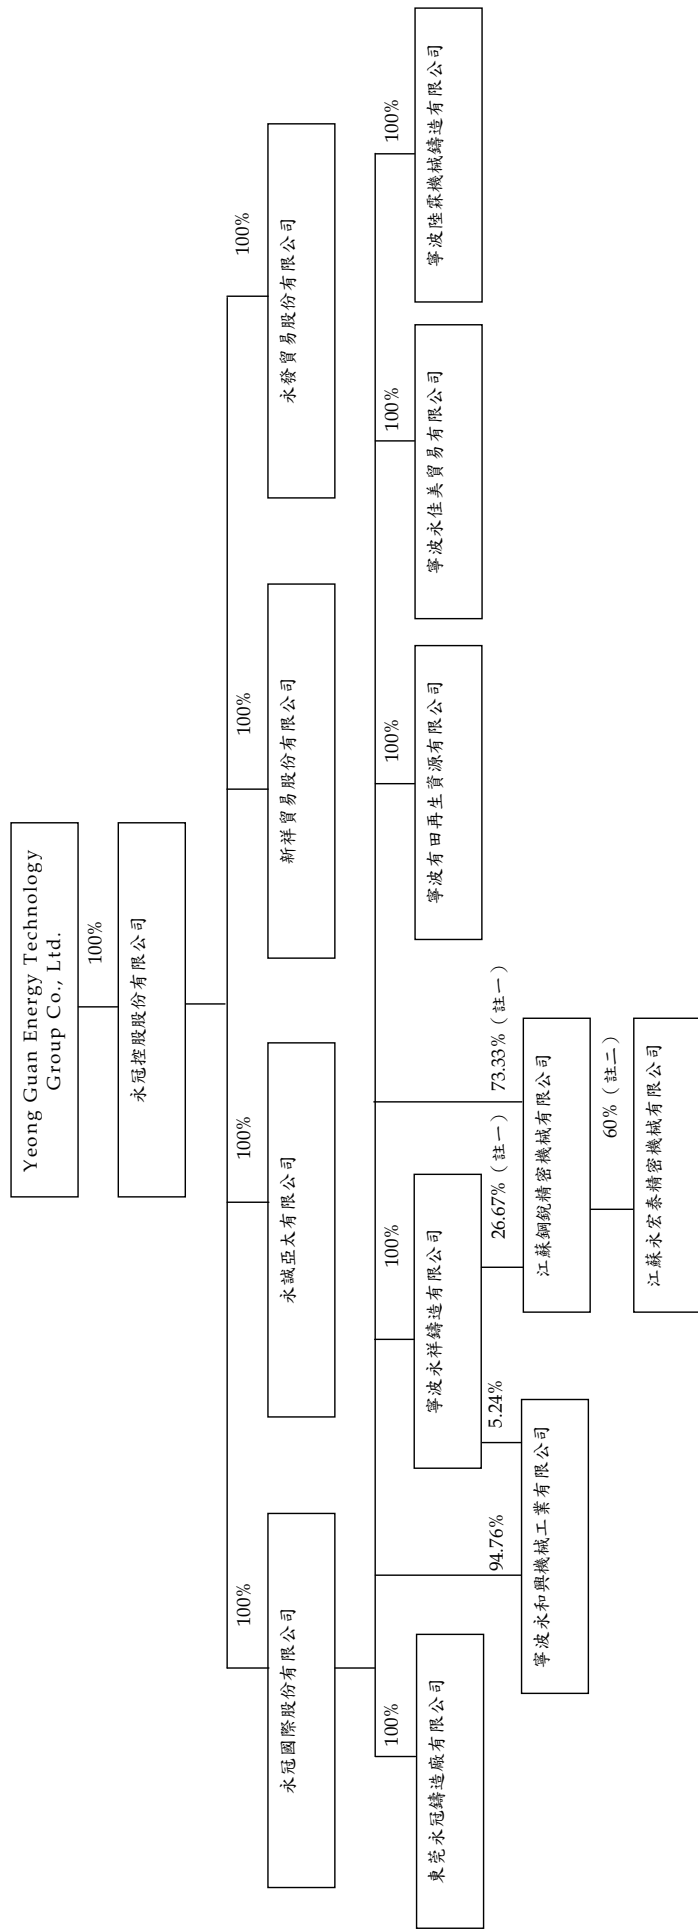 Yeong Guan Energy Technology
Group Co., Ltd.
100%
永冠控股股份有限公司
100%
永冠國際股份有限公司
100%
永誠亞太有限公司
100%
新祥貿易股份有限公司
100%
永發貿易股份有限公司
100%
東莞永冠鑄造廠有限公司
94.76%
5.24%
寧波永和興機械工業有限公司
100%
寧波永祥鑄造有限公司
26.67%（註一）
73.33%（註一）
江蘇鋼銳精密機械有限公司
60%（註二）
江蘇永宏泰精密機械有限公司
100%
寧波有田再生資源有限公司
100%
寧波永佳美貿易有限公司
100%
寧波陸霖機械鑄造有限公司